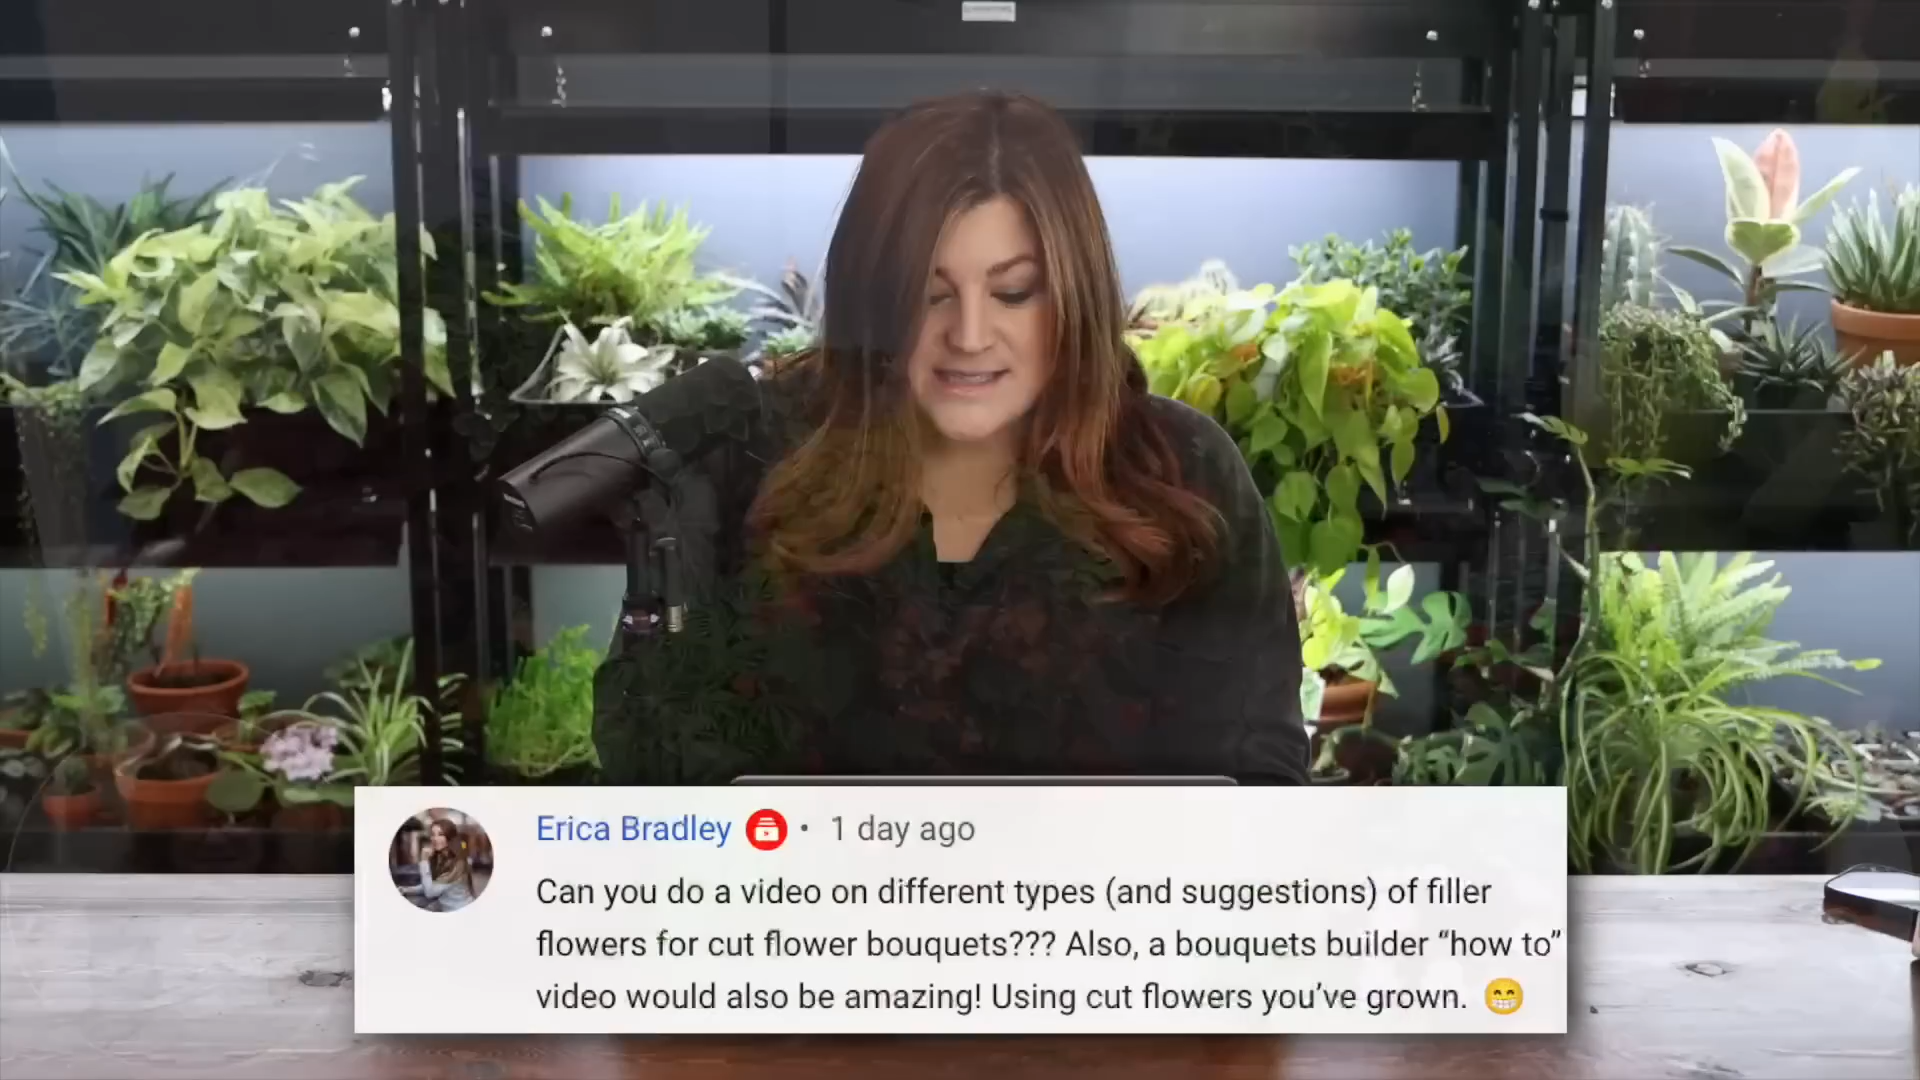 Erica Bradley • 1 day ago
Can you do a video on different types (and suggestions) of filler
flowers for cut flower bouquets??? Also, a bouquets builder “how to”
video would also be amazing! Using cut flowers you’ve grown. 😁